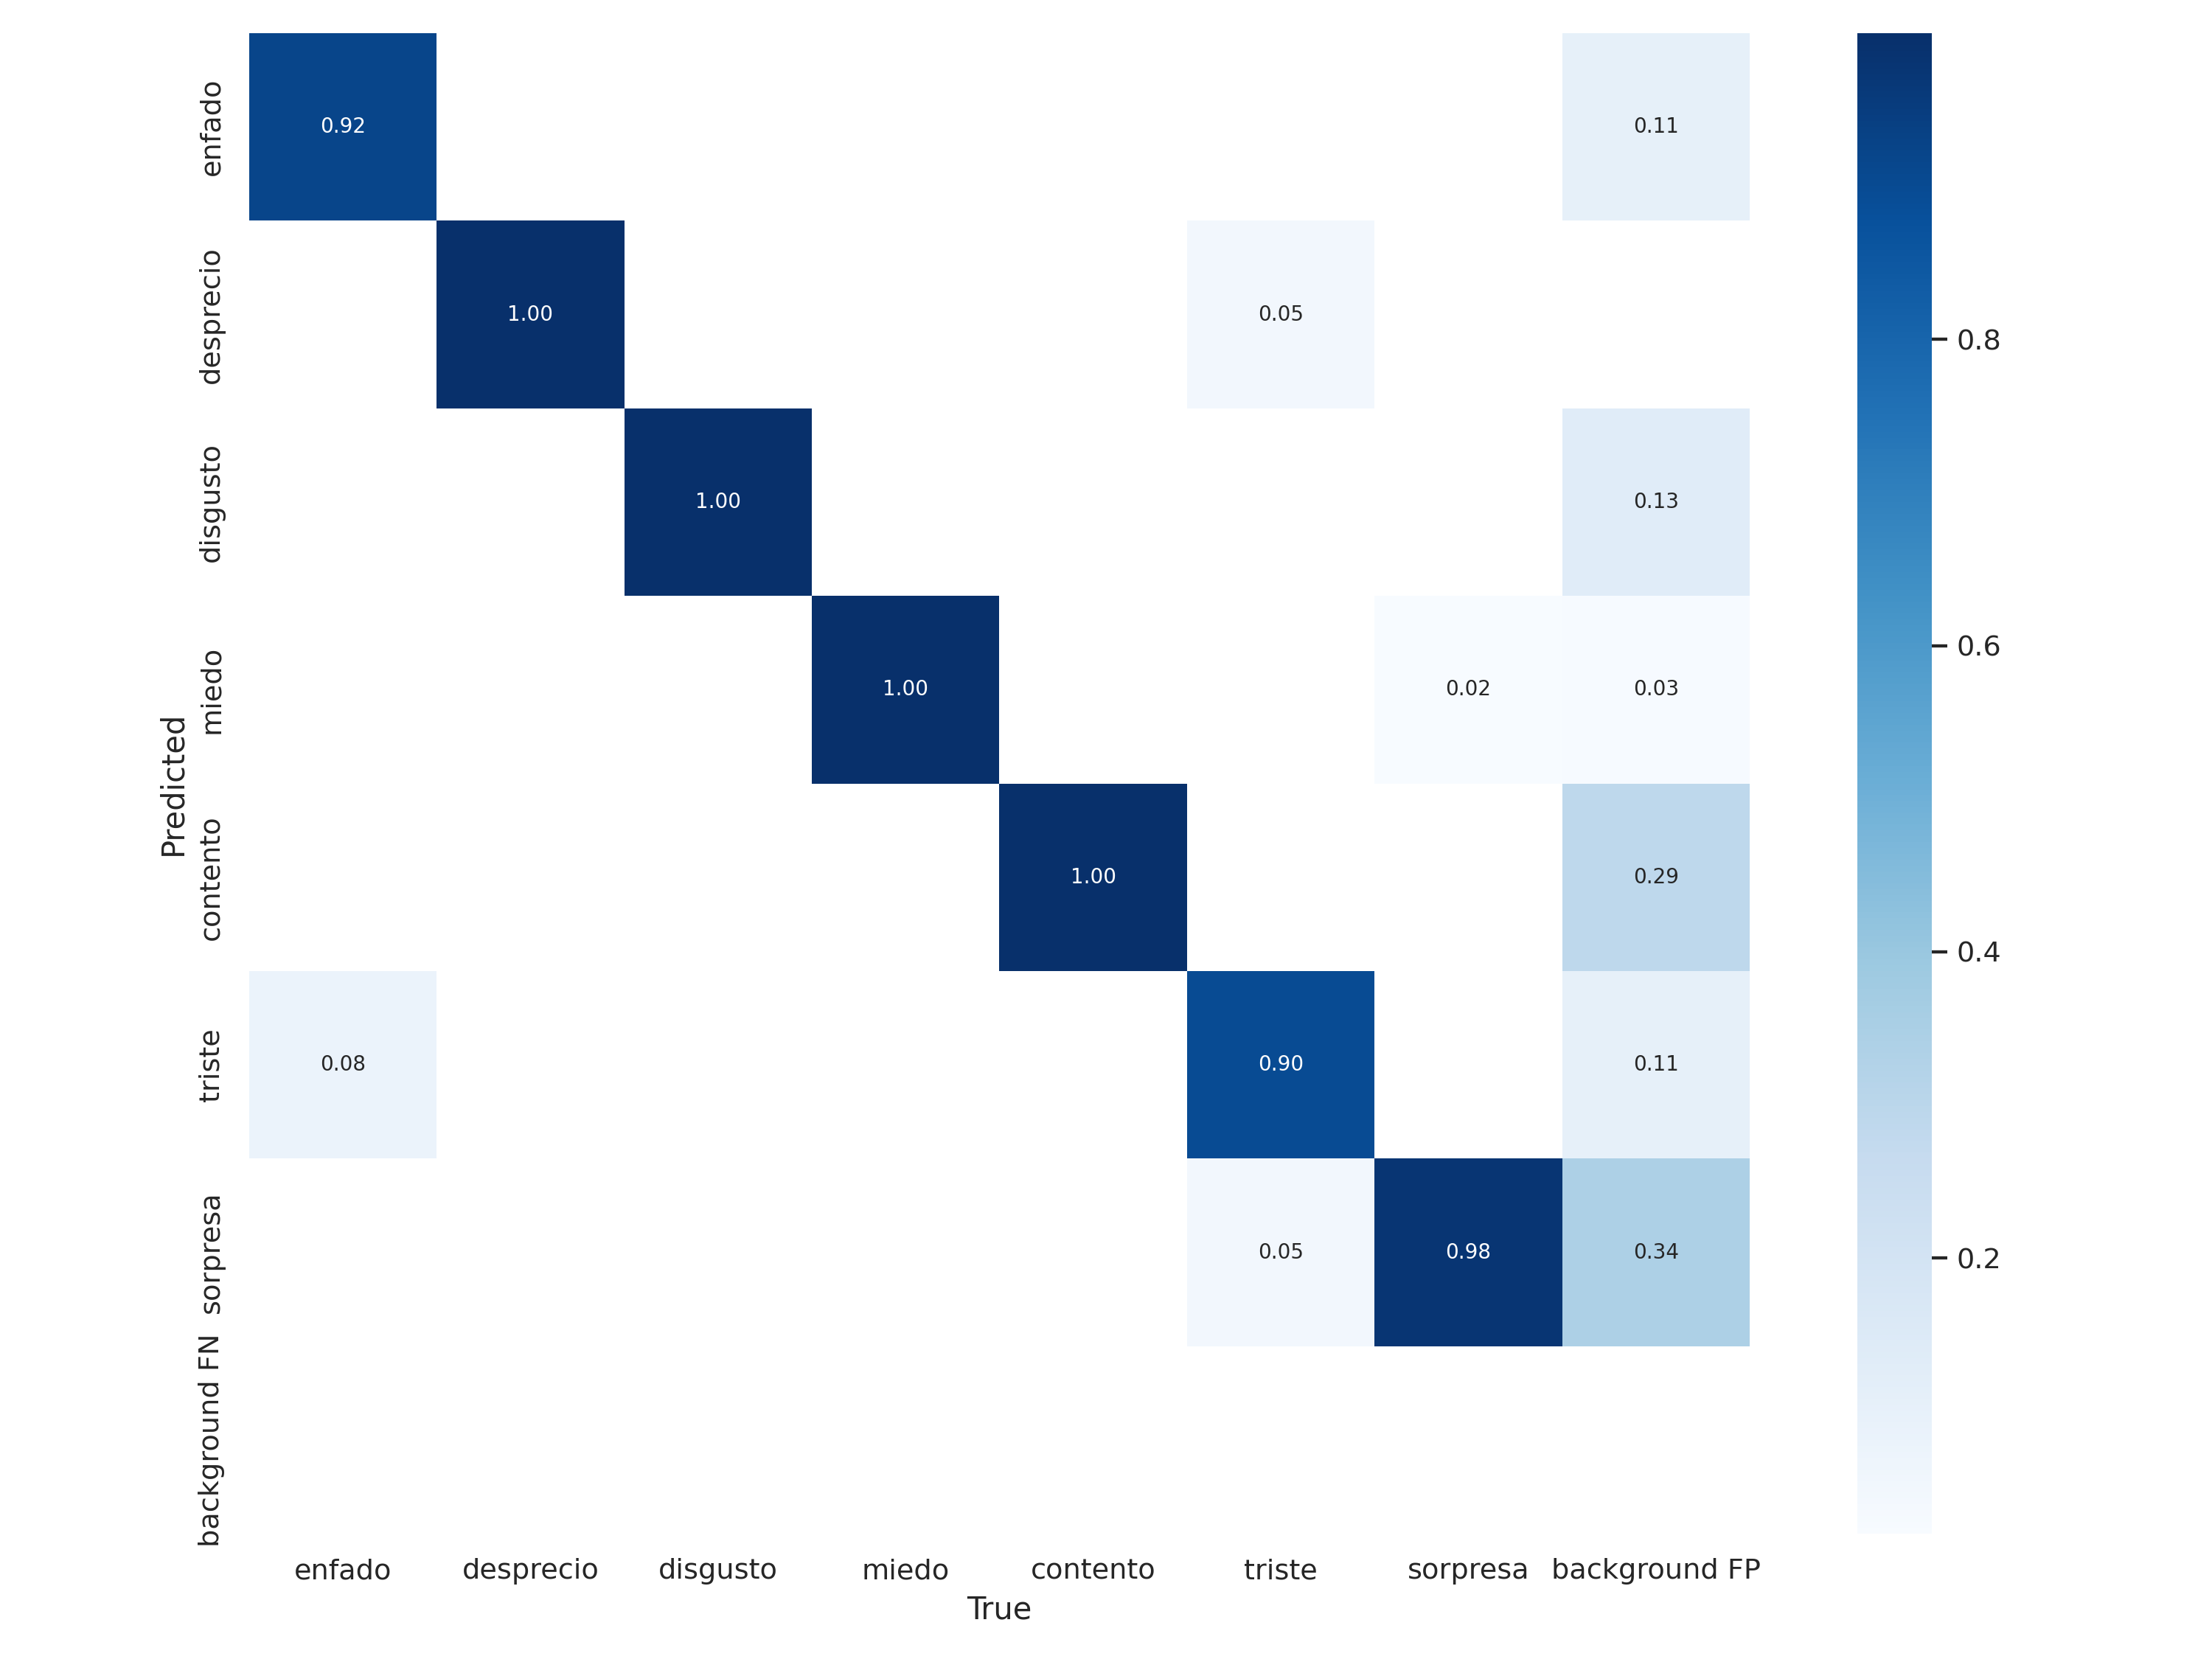 enfado
0.92
0.11
desprecio
1.00
0.05
disgusto
1.00
0.13
miedo
1.00
0.02
0.03
contento
1.00
0.29
triste
0.08
0.90
0.11
sorpresa
0.05
0.98
0.34
background FN
Predicted
enfado
desprecio
disgusto
miedo
contento
triste
sorpresa
background FP
True
0.8
0.6
0.4
0.2